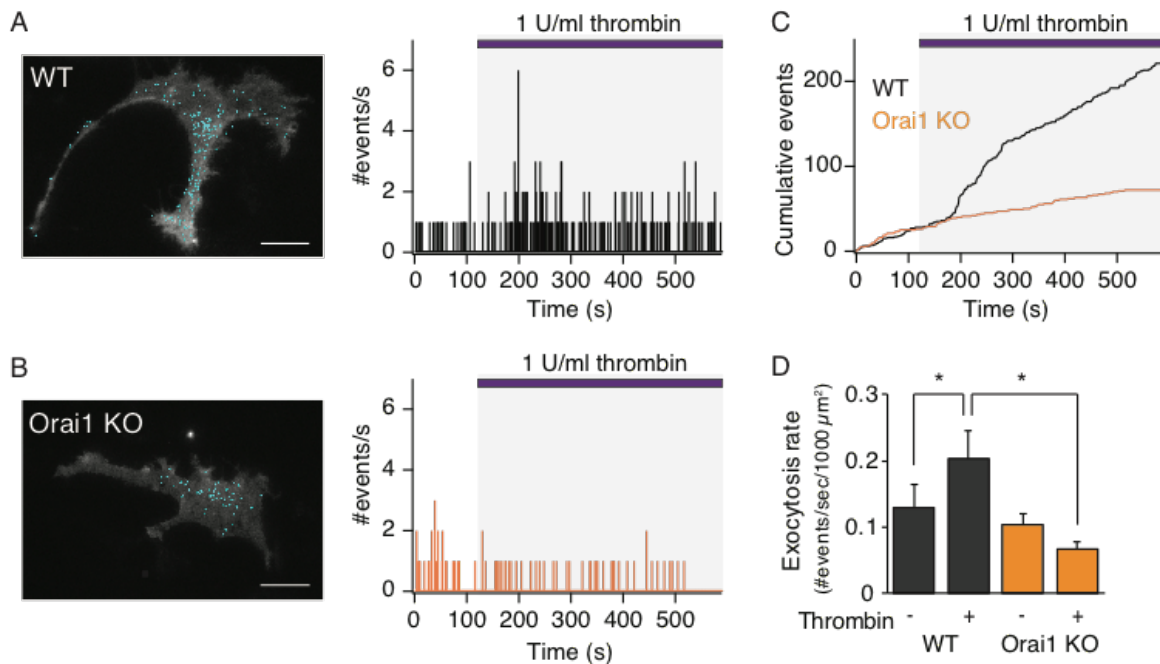 A
WT
1 U/ml thrombin
#events/s
6
4
2
0
0 100 200 300 400 500
Time (s)
B
Orai1 KO
1 U/ml thrombin
#events/s
6
4
2
0
0 100 200 300 400 500
Time (s)
C
1 U/ml thrombin
Cumulative events
200
100
0
WT
Orai1 KO
0 100 200 300 400 500
Time (s)
D
* *
Exocytosis rate
(#events/sec/1000 µm²)
0.3
0.2
0.1
0
Thrombin - + - +
WT Orai1 KO